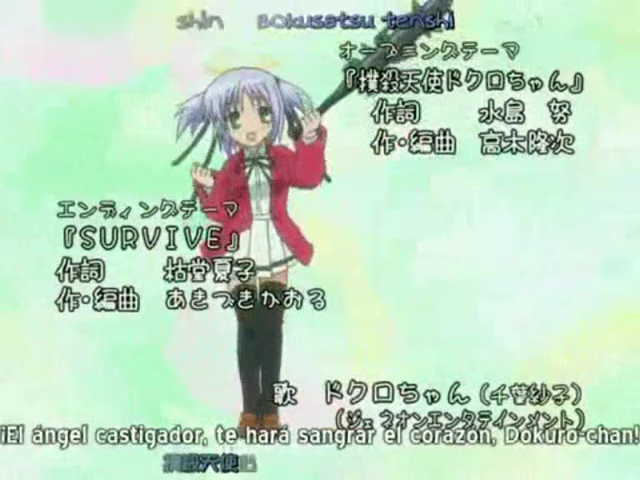 shin Bokusatsu tenshi
オープニングテーマ
『撲殺天使ドクロちゃん』
作詞 水島 努
作・編曲 高木隆次
エンディングテーマ
『SURVIVE』
作詞 枯堂夏子
作・編曲 あきづきかおる
歌 ドクロちゃん(千葉紗子)
(ジェネオンエンタテインメント)
¡El ángel castigador, te hará sangrar el corazón, Dokuro-chan!
撲殺天使